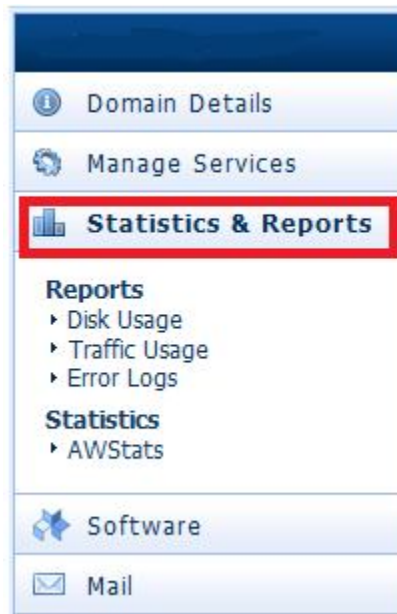 Domain Details
Manage Services
Statistics & Reports
Reports
Disk Usage
Traffic Usage
Error Logs
Statistics
AWStats
Software
Mail